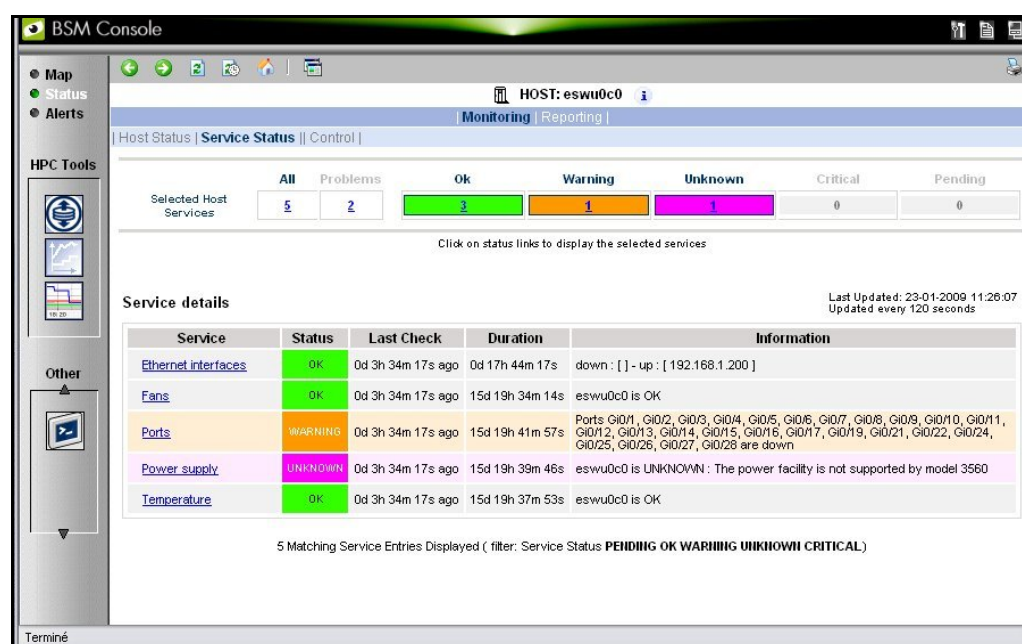 BSM Console
Map
Status
Alerts
HOST: eswu0c0 i
| Monitoring | Reporting |
| Host Status | Service Status || Control |
HPC Tools
All Problems Ok Warning Unknown Critical Pending
Selected Host Services 5 2 3 1 1 0 0
Click on status links to display the selected services
Service details
Last Updated: 23-01-2009 11:26:07
Updated every 120 seconds
Service Status Last Check Duration Information
Ethernet interfaces OK 0d 3h 34m 17s ago 0d 17h 44m 17s down : [ ] - up : [ 192.168.1.200 ]
Other
Fans OK 0d 3h 34m 17s ago 15d 19h 34m 14s eswu0c0 is OK
Ports WARNING 0d 3h 34m 17s ago 15d 19h 41m 57s Ports Gi0/1, Gi0/2, Gi0/3, Gi0/4, Gi0/5, Gi0/6, Gi0/7, Gi0/8, Gi0/9, Gi0/10, Gi0/11,
Gi0/12, Gi0/13, Gi0/14, Gi0/15, Gi0/16, Gi0/17, Gi0/19, Gi0/21, Gi0/22, Gi0/24,
Gi0/25, Gi0/26, Gi0/27, Gi0/28 are down
Power supply UNKNOWN 0d 3h 34m 17s ago 15d 19h 39m 46s eswu0c0 is UNKNOWN : The power facility is not supported by model 3560
Temperature OK 0d 3h 34m 17s ago 15d 19h 37m 53s eswu0c0 is OK
5 Matching Service Entries Displayed ( filter: Service Status PENDING OK WARNING UNKNOWN CRITICAL)
Terminé